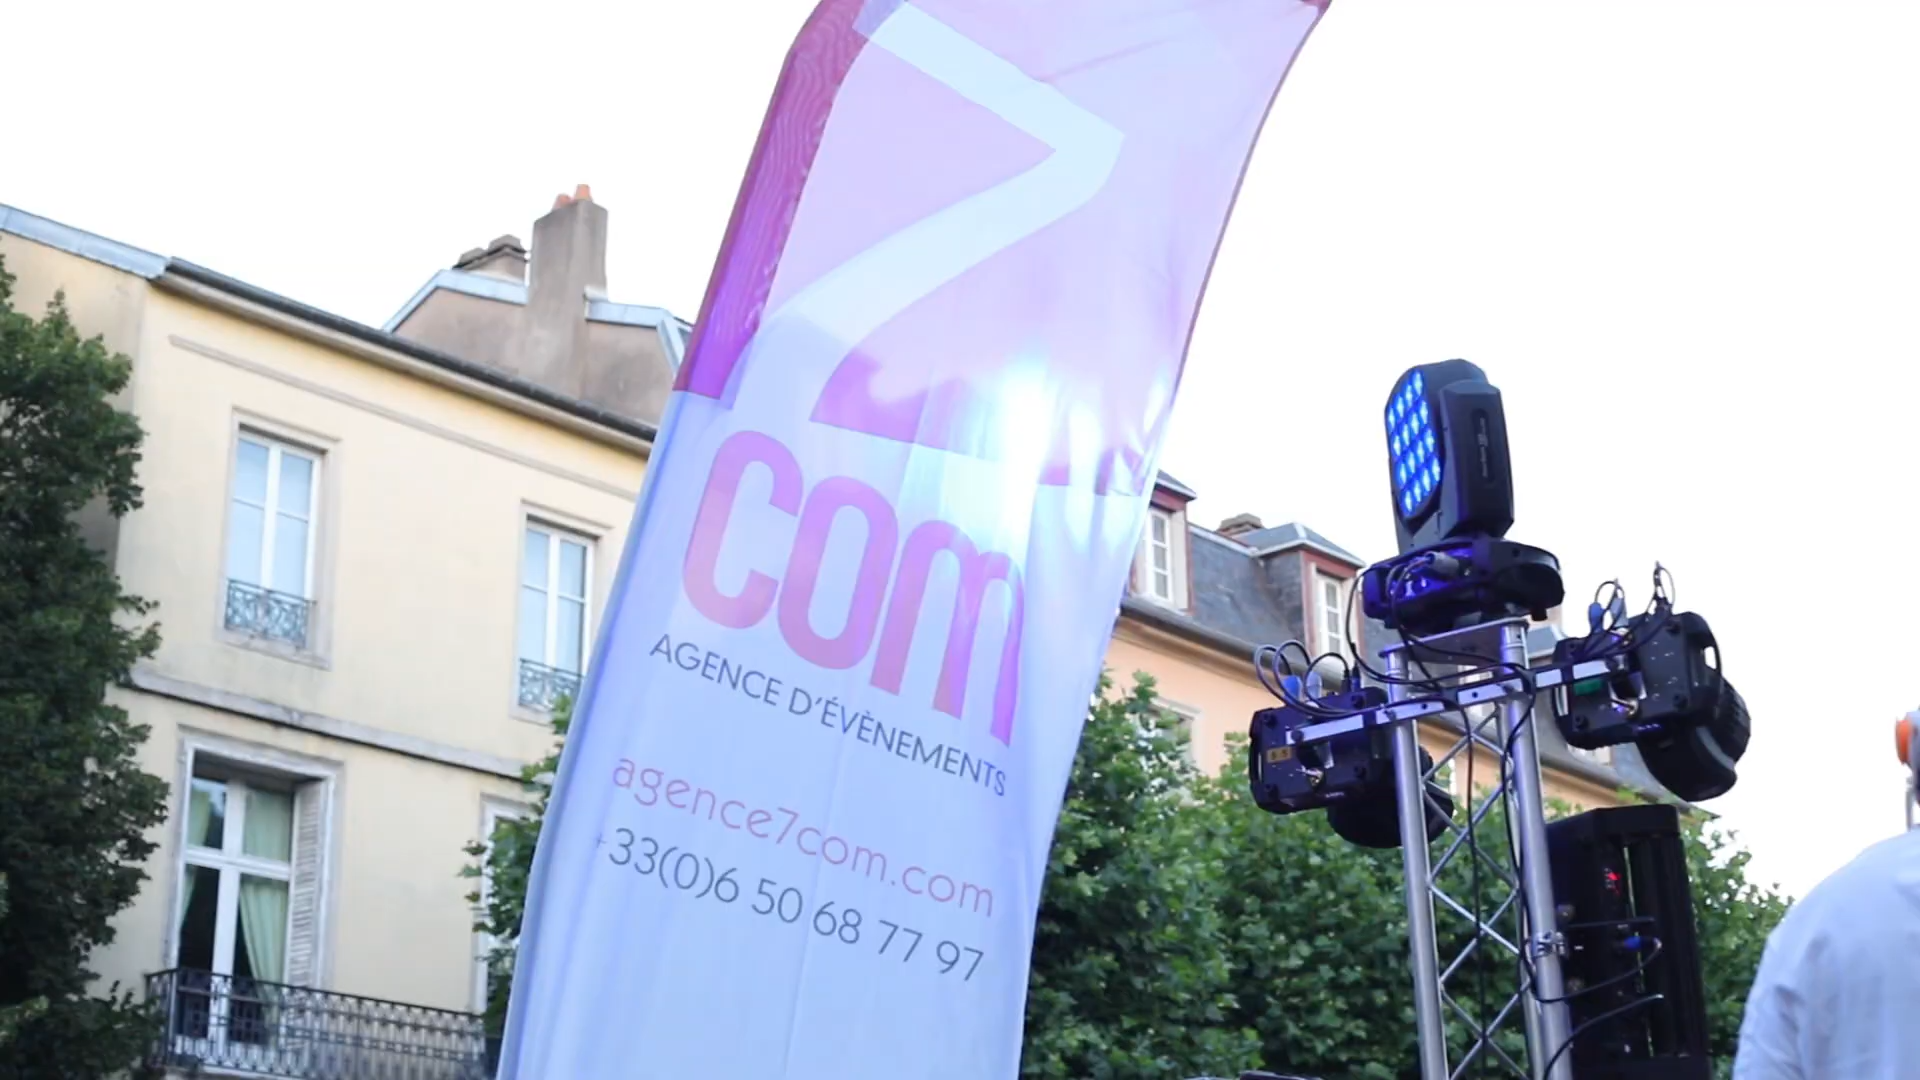 7
com
AGENCE D'ÉVÈNEMENTS
agence7com.com
+33(0)6 50 68 77 97